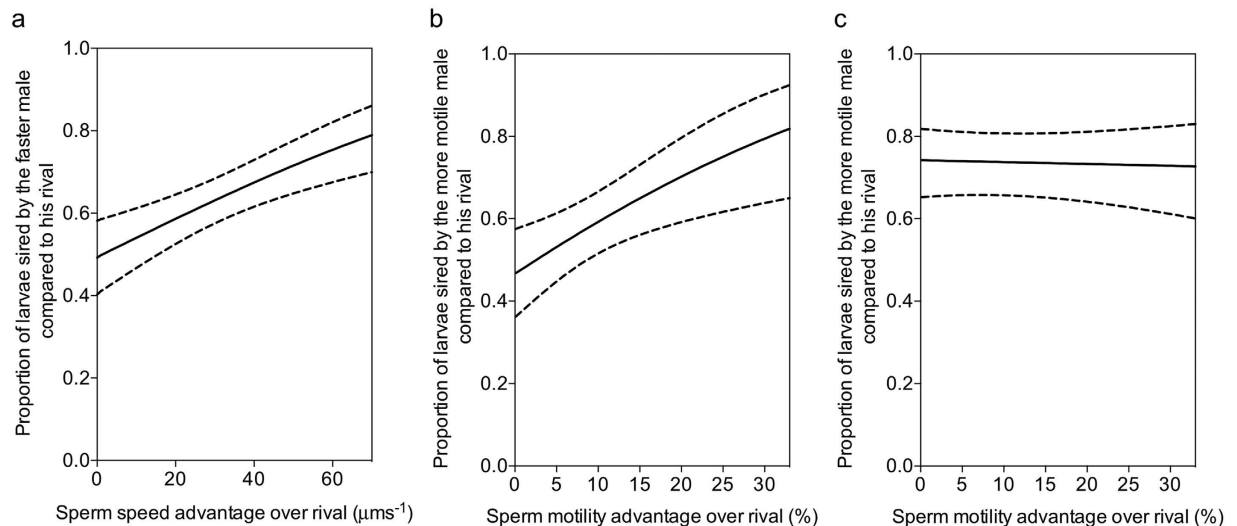 a
Proportion of larvae sired by the faster male
compared to his rival
1.0
0.8
0.6
0.4
0.2
0.0
0 20 40 60
Sperm speed advantage over rival (μms-1)
b
Proportion of larvae sired by the more motile male
compared to his rival
1.0
0.8
0.6
0.4
0.2
0.0
0 5 10 15 20 25 30
Sperm motility advantage over rival (%)
c
Proportion of larvae sired by the more motile male
compared to his rival
1.0
0.8
0.6
0.4
0.2
0.0
0 5 10 15 20 25 30
Sperm motility advantage over rival (%)